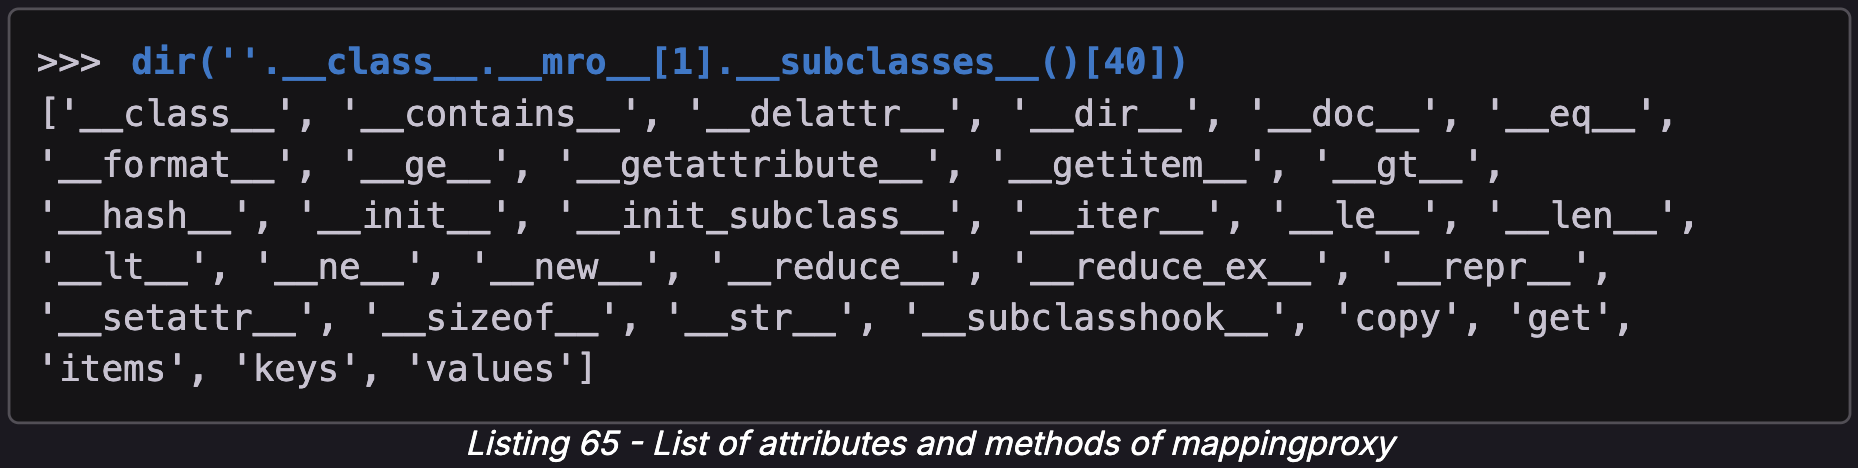 >>> dir(''.__class__.__mro__[1].__subclasses__()[40])
['__class__', '__contains__', '__delattr__', '__dir__', '__doc__', '__eq__',
'__format__', '__ge__', '__getattribute__', '__getitem__', '__gt__',
'__hash__', '__init__', '__init_subclass__', '__iter__', '__le__', '__len__',
'__lt__', '__ne__', '__new__', '__reduce__', '__reduce_ex__', '__repr__',
'__setattr__', '__sizeof__', '__str__', '__subclasshook__', 'copy', 'get',
'items', 'keys', 'values']
Listing 65 - List of attributes and methods of mappingproxy